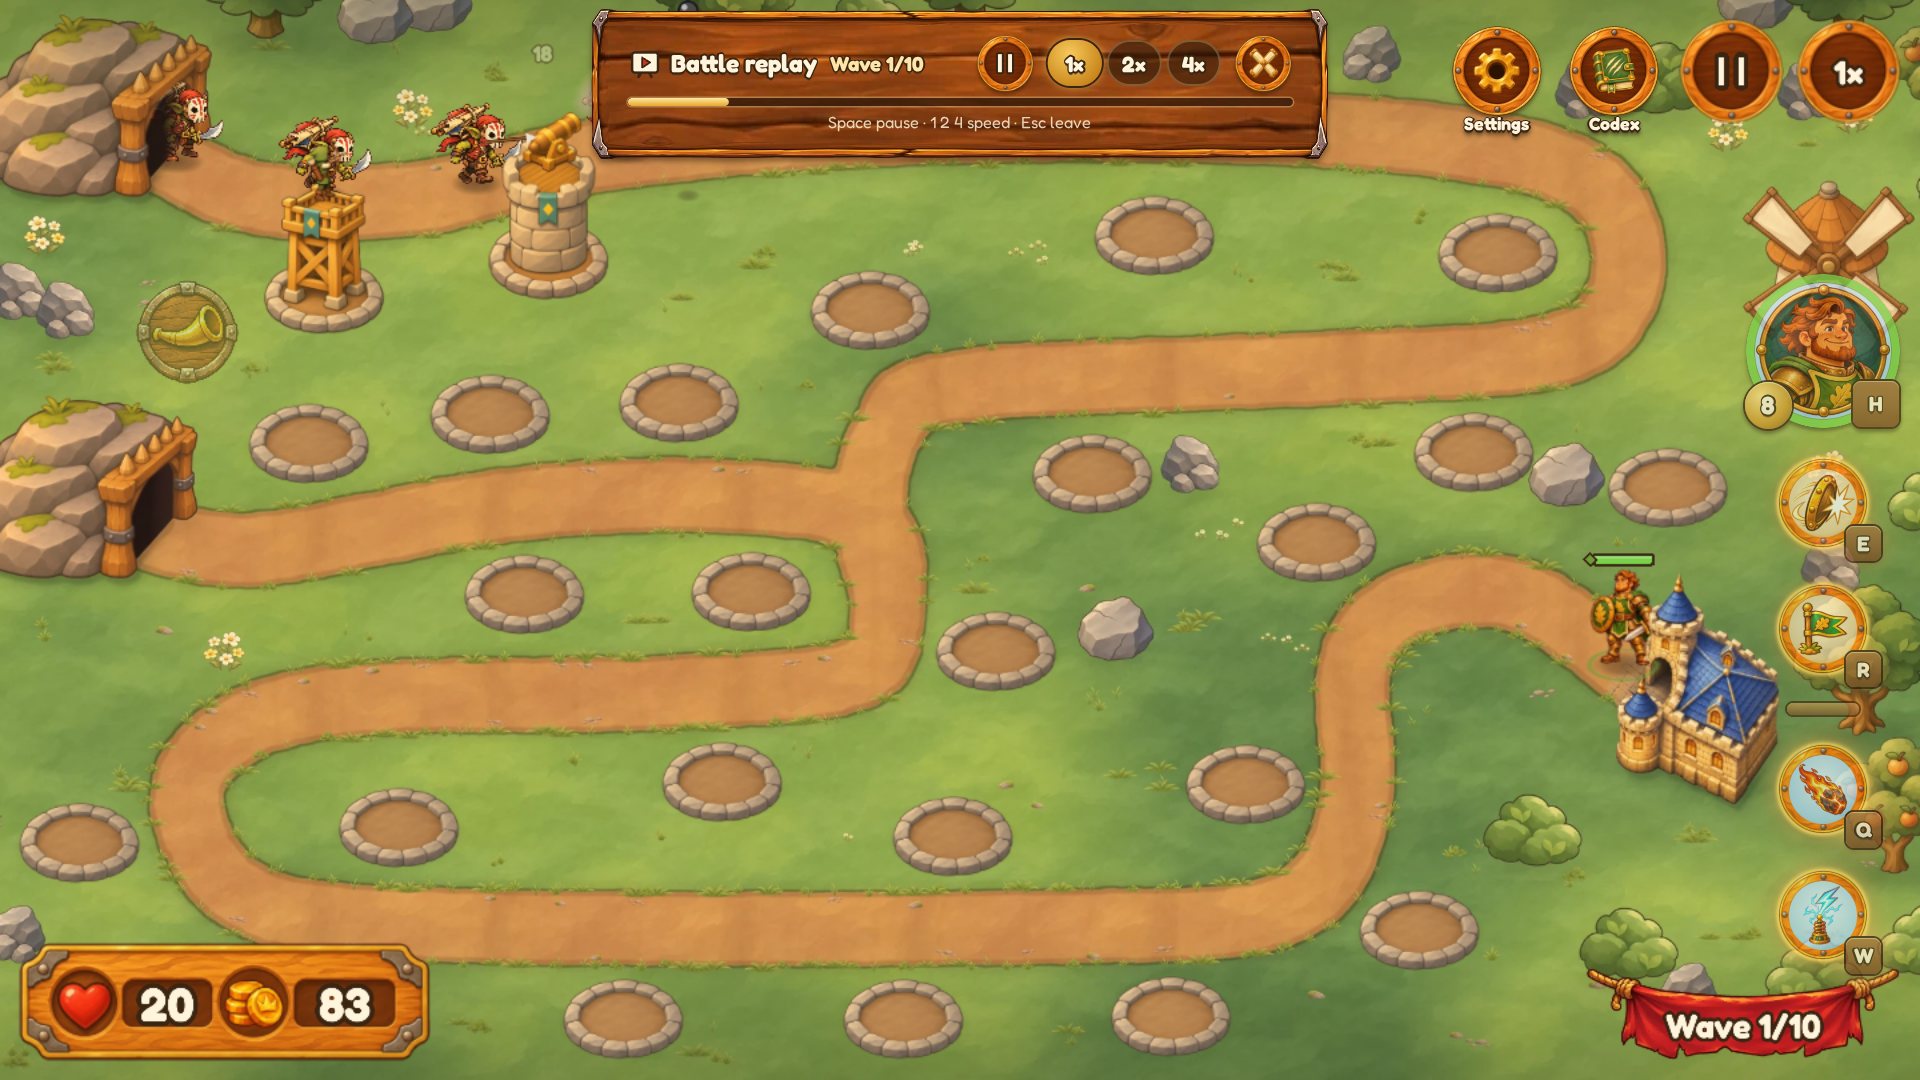 18
Battle replay Wave 1/10
1x 2x 4x
Space pause · 1 2 4 speed · Esc leave
1x
Settings
Codex
8
H
E
R
Q
W
20
83
Wave 1/10